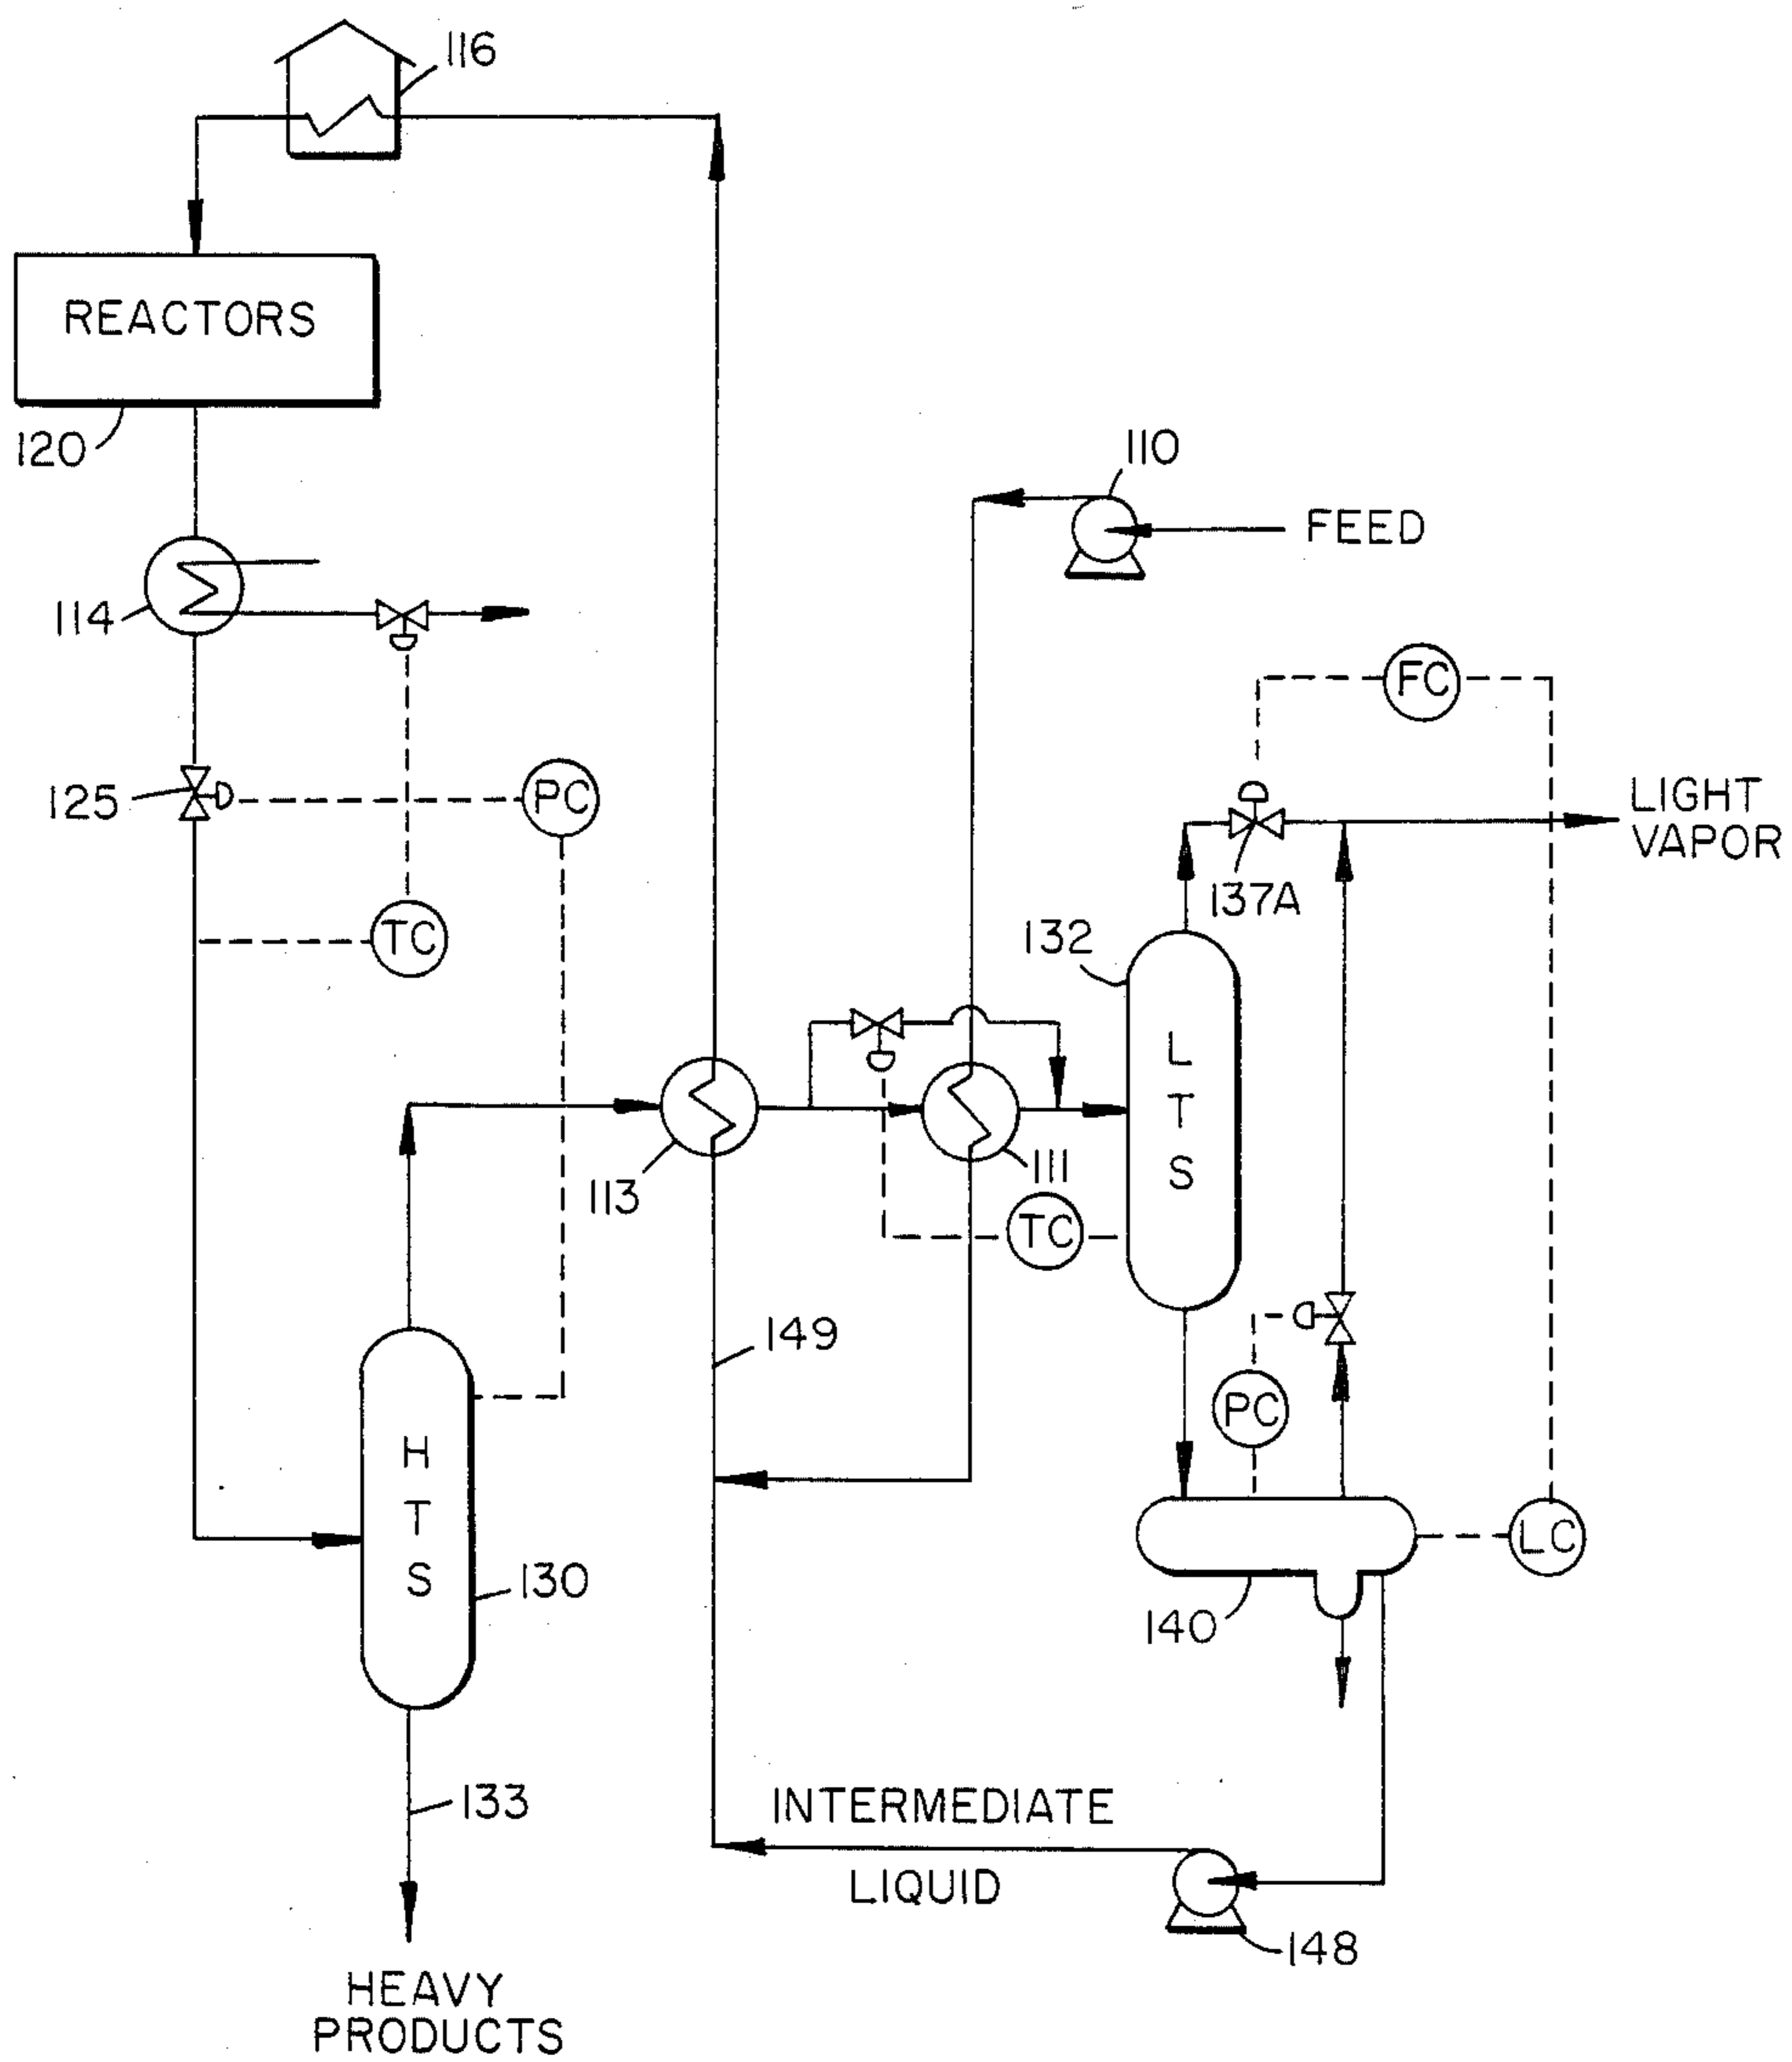 116
REACTORS
120
110
FEED
114
FC
125
PC
LIGHT
VAPOR
137A
TC
132
L
T
S
113
111
TC
149
PC
H
T
S
LC
130
140
133
INTERMEDIATE
LIQUID
148
HEAVY
PRODUCTS